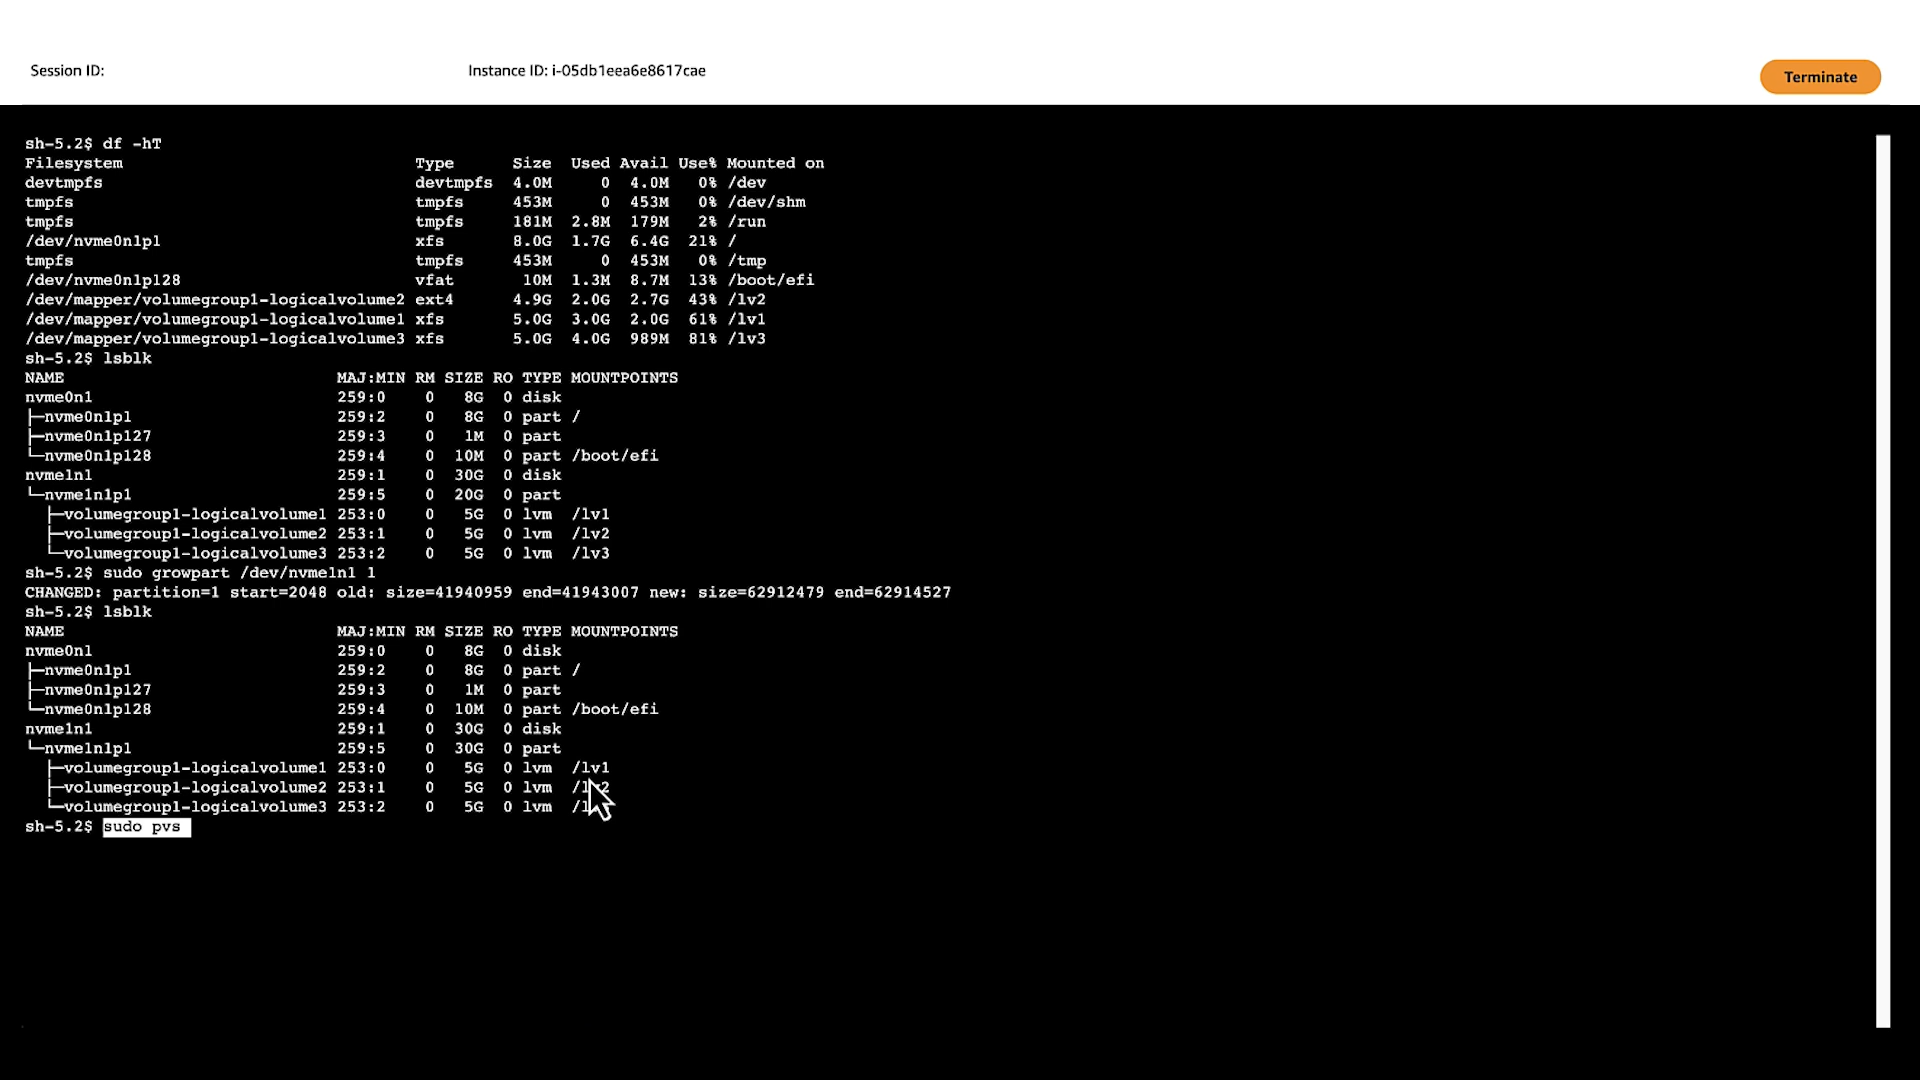 Session ID:
Instance ID: i-05db1eea6e8617cae
Terminate
sh-5.2$ df -hT
Filesystem                              Type      Size  Used Avail Use% Mounted on
devtmpfs                                devtmpfs  4.0M     0  4.0M   0% /dev
tmpfs                                   tmpfs     453M     0  453M   0% /dev/shm
tmpfs                                   tmpfs     181M  2.8M  179M   2% /run
/dev/nvme0n1p1                          xfs       8.0G  1.7G  6.4G  21% /
tmpfs                                   tmpfs     453M     0  453M   0% /tmp
/dev/nvme0n1p128                        vfat       10M  1.3M  8.7M  13% /boot/efi
/dev/mapper/volumegroup1-logicalvolume2 ext4      4.9G  2.0G  2.7G  43% /lv2
/dev/mapper/volumegroup1-logicalvolume1 xfs       5.0G  3.0G  2.0G  61% /lv1
/dev/mapper/volumegroup1-logicalvolume3 xfs       5.0G  4.0G  989M  81% /lv3
sh-5.2$ lsblk
NAME                            MAJ:MIN RM SIZE RO TYPE MOUNTPOINTS
nvme0n1                         259:0    0   8G  0 disk
├─nvme0n1p1                     259:2    0   8G  0 part /
├─nvme0n1p127                   259:3    0   1M  0 part
└─nvme0n1p128                   259:4    0  10M  0 part /boot/efi
nvme1n1                         259:1    0  30G  0 disk
└─nvme1n1p1                     259:5    0  20G  0 part
  ├─volumegroup1-logicalvolume1 253:0    0   5G  0 lvm  /lv1
  ├─volumegroup1-logicalvolume2 253:1    0   5G  0 lvm  /lv2
  └─volumegroup1-logicalvolume3 253:2    0   5G  0 lvm  /lv3
sh-5.2$ sudo growpart /dev/nvme1n1 1
CHANGED: partition=1 start=2048 old: size=41940959 end=41943007 new: size=62912479 end=62914527
sh-5.2$ lsblk
NAME                            MAJ:MIN RM SIZE RO TYPE MOUNTPOINTS
nvme0n1                         259:0    0   8G  0 disk
├─nvme0n1p1                     259:2    0   8G  0 part /
├─nvme0n1p127                   259:3    0   1M  0 part
└─nvme0n1p128                   259:4    0  10M  0 part /boot/efi
nvme1n1                         259:1    0  30G  0 disk
└─nvme1n1p1                     259:5    0  30G  0 part
  ├─volumegroup1-logicalvolume1 253:0    0   5G  0 lvm  /lv1
  ├─volumegroup1-logicalvolume2 253:1    0   5G  0 lvm
  └─volumegroup1-logicalvolume3 253:2    0   5G  0 lvm
sh-5.2$ sudo pvs